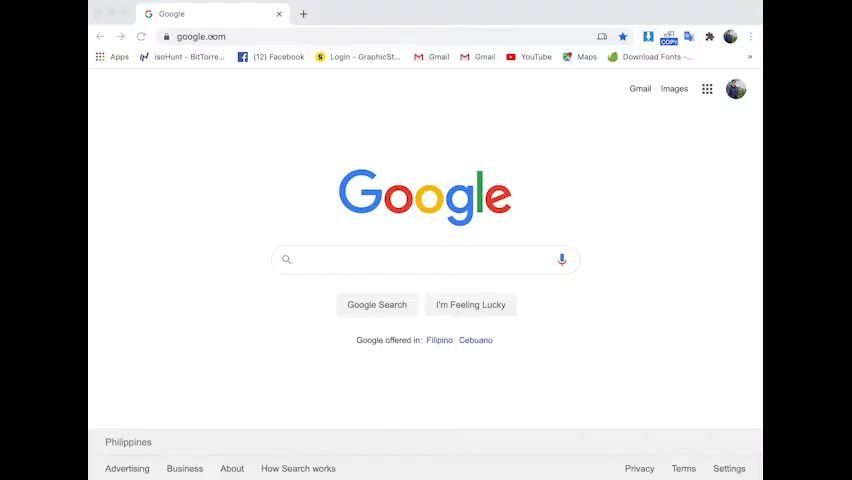 Google
google.com
Apps isoHunt - BitTorre... (12) Facebook Login - GraphicSt... Gmail Gmail YouTube Maps Download Fonts -... »
COPY
Gmail Images
Google
Google Search I'm Feeling Lucky
Google offered in: Filipino Cebuano
Philippines
Advertising Business About How Search works Privacy Terms Settings